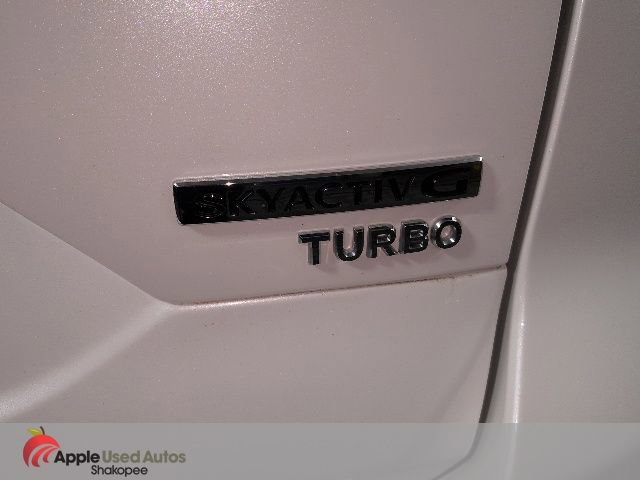 SKYACTIV G
TURBO
Apple Used Autos
Shakopee